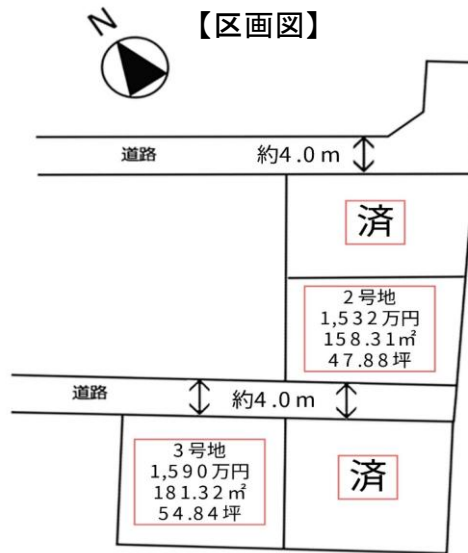 N
【区画図】
道路
約4.0m
済
2号地
1,532万円
158.31㎡
47.88坪
道路
約4.0m
3号地
1,590万円
181.32㎡
54.84坪
済